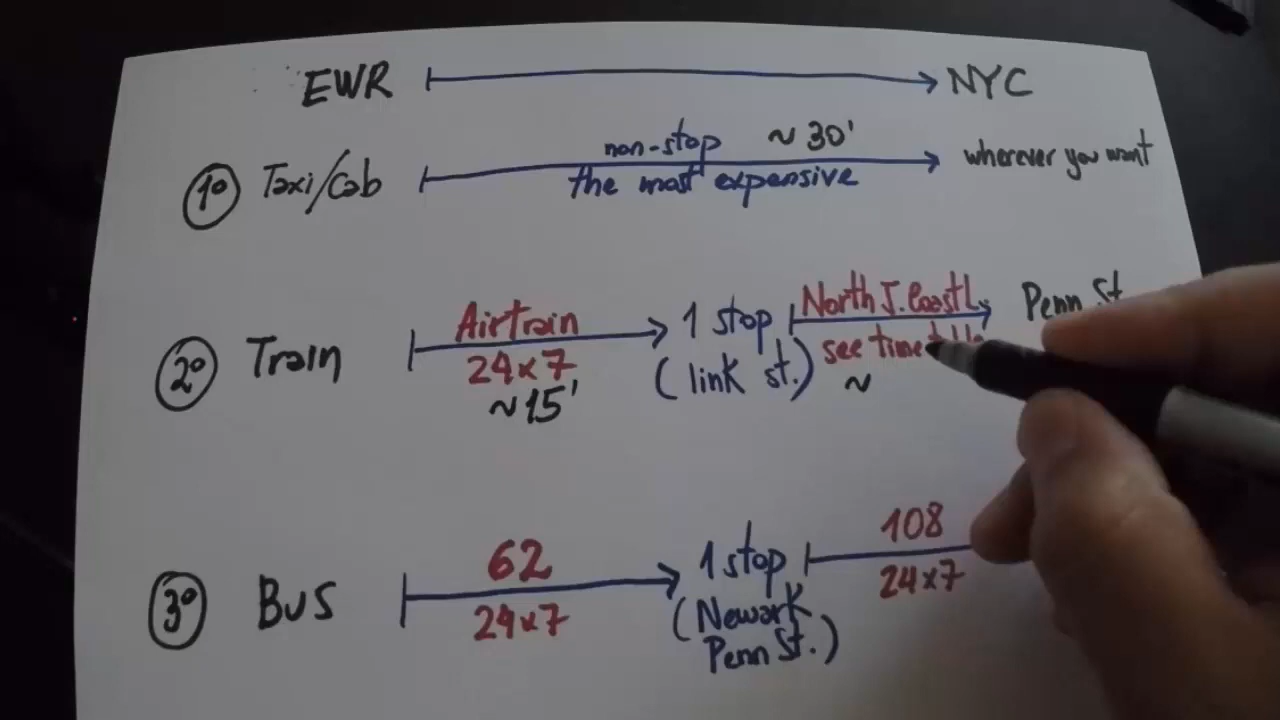 EWR NYC
non-stop ~ 30'
1º Taxi/Cab wherever you want
the most expensive
2º Train Airtrain 1 stop North J. Coast L. Penn St.
24x7 (link st.) see
~15' ~
3º Bus 62 1 stop 108
24x7 (Newark 24x7
Penn St.)